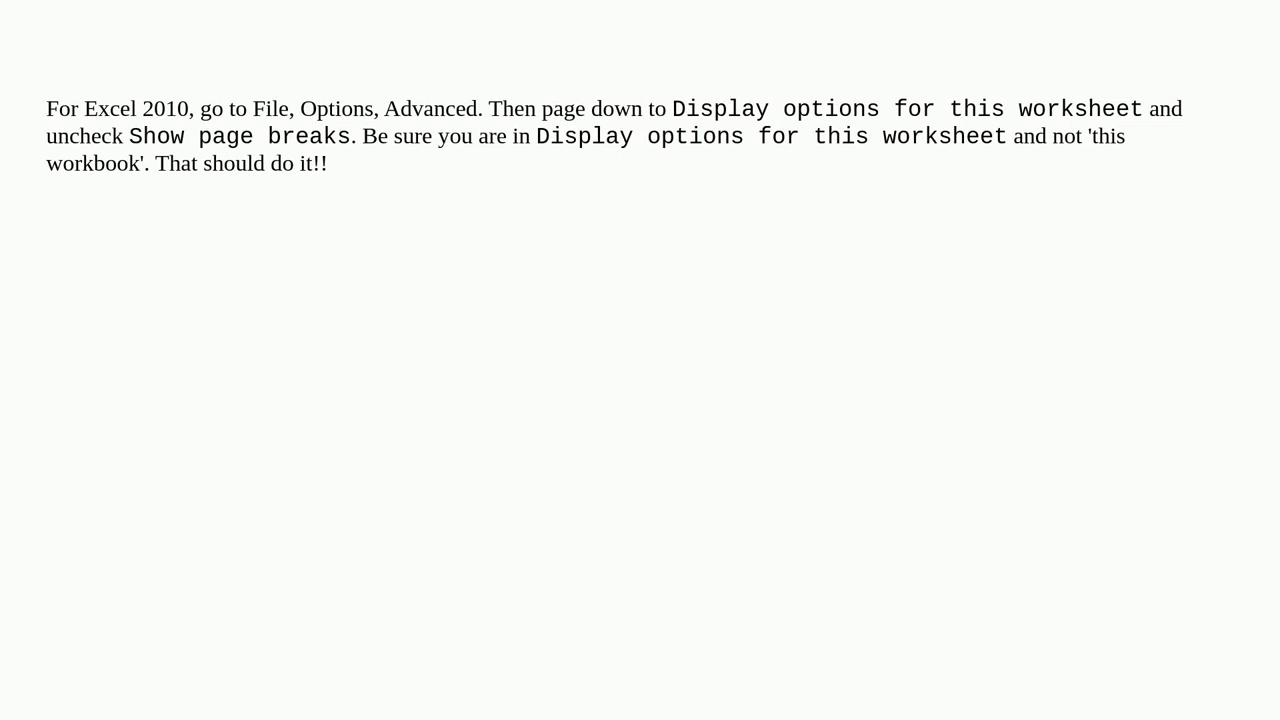 For Excel 2010, go to File, Options, Advanced. Then page down to Display options for this worksheet and
uncheck Show page breaks. Be sure you are in Display options for this worksheet and not 'this
workbook'. That should do it!!